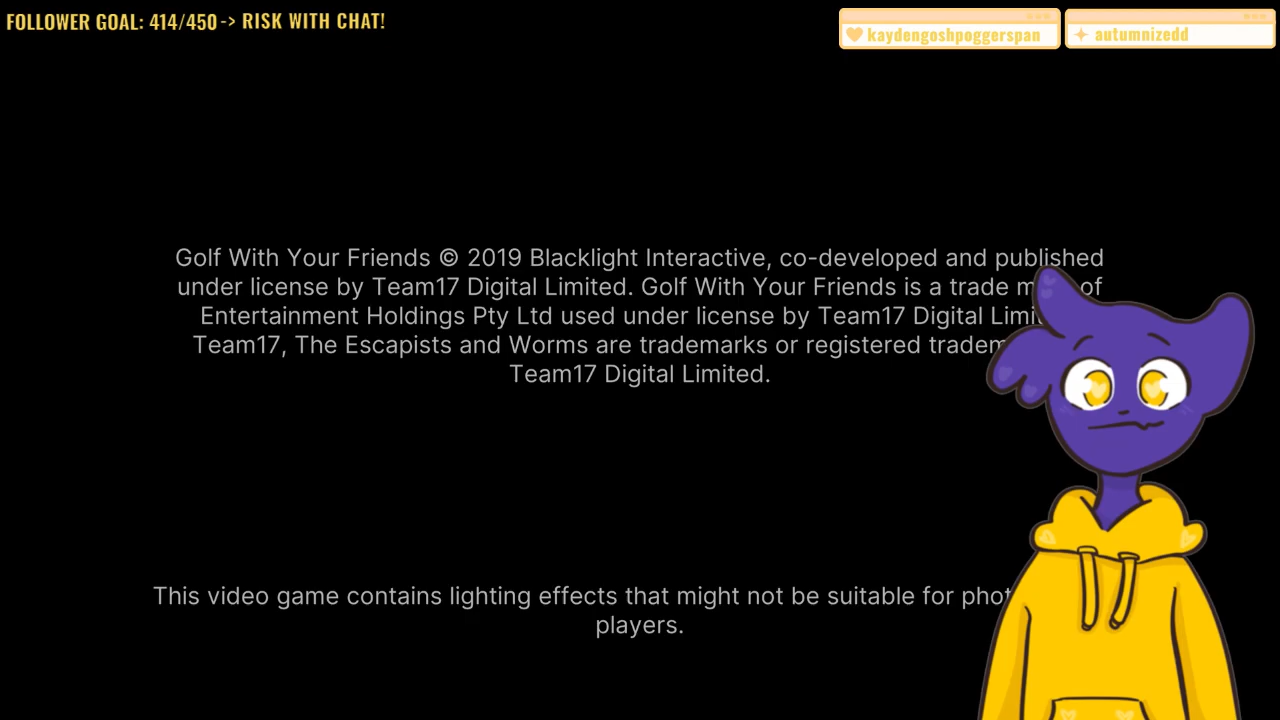 FOLLOWER GOAL: 414/450 -> RISK WITH CHAT!
kaydengoshpoggerspan
autumnizedd
Golf With Your Friends © 2019 Blacklight Interactive, co-developed and published
under license by Team17 Digital Limited. Golf With Your Friends is a trade of
Entertainment Holdings Pty Ltd used under license by Team17 Digital
Team17, The Escapists and Worms are trademarks or registered
Team17 Digital Limited.
This video game contains lighting effects that might not be suitable for
players.